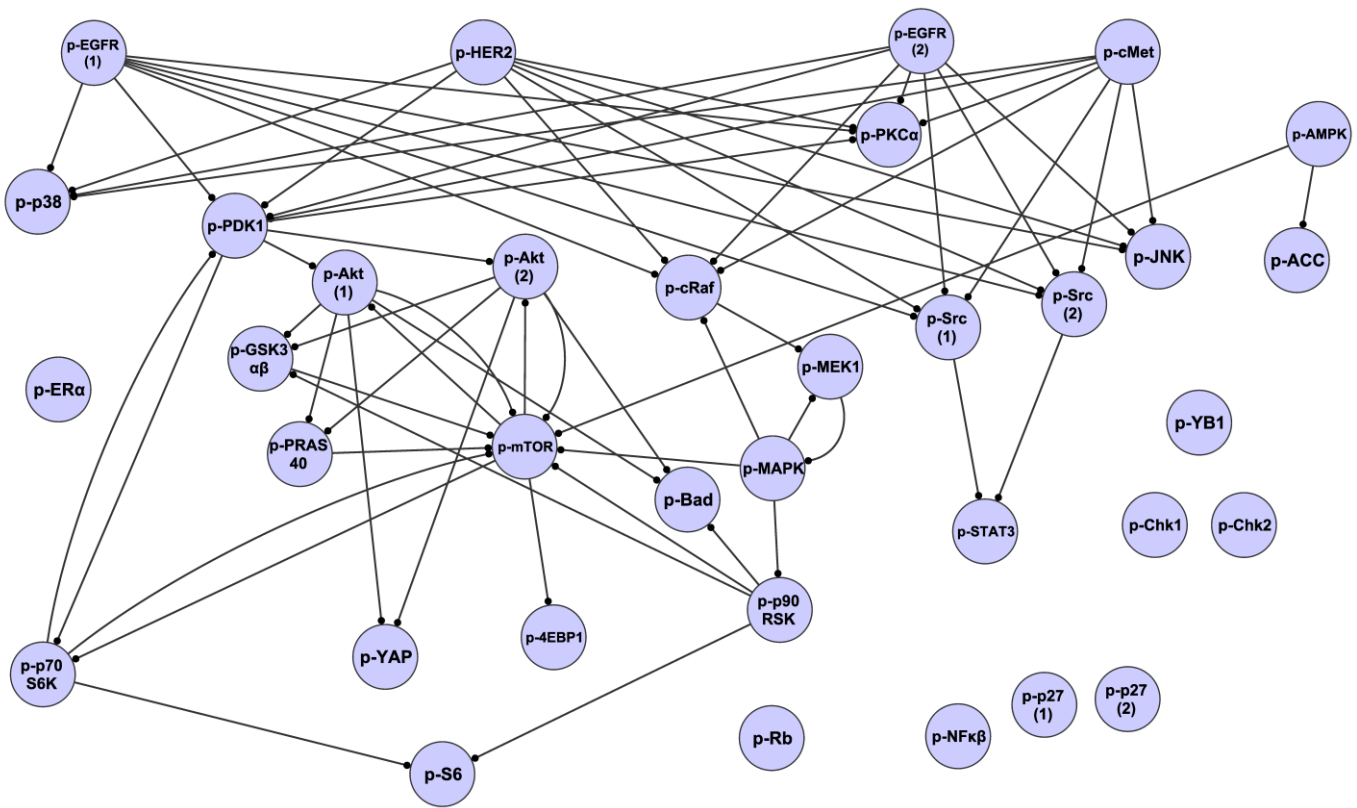 p-EGFR
(1)
p-HER2
p-EGFR
(2)
p-cMet
p-PKCα
p-AMPK
p-p38
p-PDK1
p-JNK
p-ACC
p-Akt
(1)
p-Akt
(2)
p-cRaf
p-Src
(1)
p-Src
(2)
p-GSK3
αβ
p-MEK1
p-ERα
p-PRAS
40
p-mTOR
p-MAPK
p-YB1
p-Bad
p-STAT3
p-Chk1
p-Chk2
p-p90
RSK
p-4EBP1
p-YAP
p-p70
S6K
p-p27
(1)
p-p27
(2)
p-Rb
p-NFκβ
p-S6